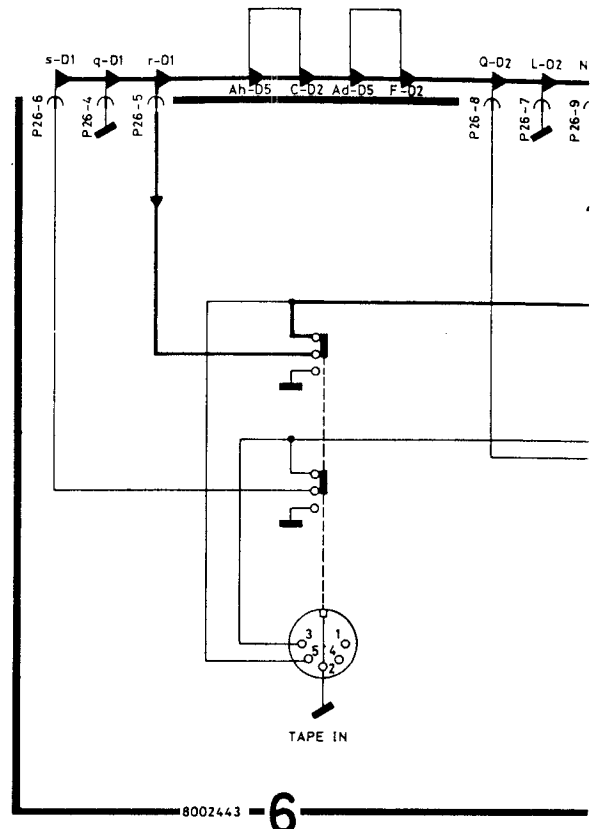 s-D1 q-D1 r-D1 Ah-D5 C-D2 Ad-D5 F-D2 Q-D2 L-D2 N
P26-6 P26-4 P26-5 P26-8 P26-7 P26-9
3 1
5 4
2
TAPE IN
8002443 6